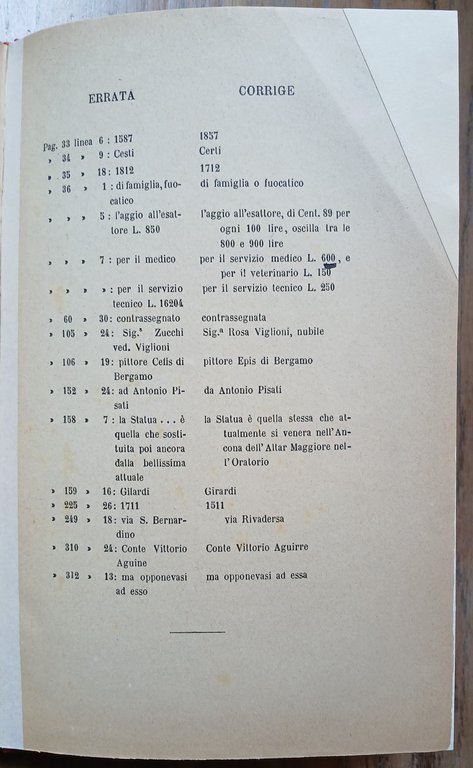 ERRATA CORRIGE
Pag. 33 linea 6 : 1587 1857
» 34 » 9 : Cesti Certi
» 35 » 18 : 1812 1712
» 36 » 1 : di famiglia, fuo- di famiglia o fuocatico
catico
» » » 5 : l'aggio all'esat- l'aggio all'esattore, di Cent. 89 per
tore L. 850 ogni 100 lire, oscilla tra le
800 e 900 lire
» » » 7 : per il medico per il servizio medico L. 600, e
per il veterinario L. 150
» » » » : per il servizio per il servizio tecnico L. 250
tecnico L. 16204
» 60 » 30: contrassegnato contrassegnata
» 105 » 24: Sig.ª Zucchi Sig.ª Rosa Viglioni, nubile
ved. Viglioni
» 106 » 19: pittore Cefis di pittore Epis di Bergamo
Bergamo
» 152 » 24: ad Antonio Pi- da Antonio Pisati
sati
» 158 » 7 : la Statua . . . è la Statua è quella stessa che at-
quella che sosti- tualmente si venera nell'An-
tuita poi ancora cona dell'Altar Maggiore nel-
dalla bellissima l'Oratorio
attuale
» 159 » 16: Gilardi Girardi
» 225 » 26: 1711 1511
» 249 » 18: via S. Bernar- via Rivadersa
dino
» 310 » 24: Conte Vittorio Conte Vittorio Aguirre
Aguine
» 312 » 13: ma opponevasi ma opponevasi ad essa
ad esso